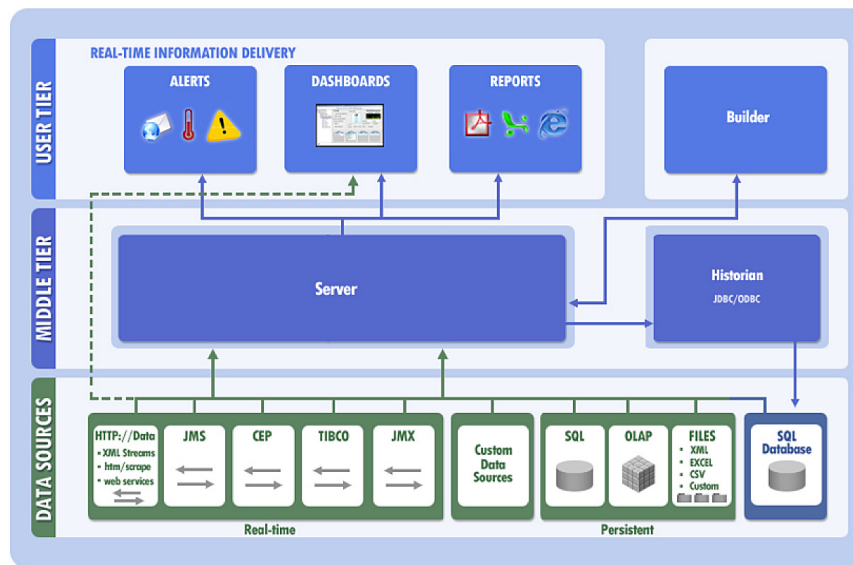 USER TIER
REAL-TIME INFORMATION DELIVERY
ALERTS
DASHBOARDS
REPORTS
Builder
MIDDLE TIER
Server
Historian
JDBC/ODBC
DATA SOURCES
HTTP://Data
▪ XML Streams
▪ htm/scrape
▪ web services
JMS
CEP
TIBCO
JMX
Custom
Data
Sources
SQL
OLAP
FILES
▪ XML
▪ EXCEL
▪ CSV
▪ Custom
SQL
Database
Real-time
Persistent